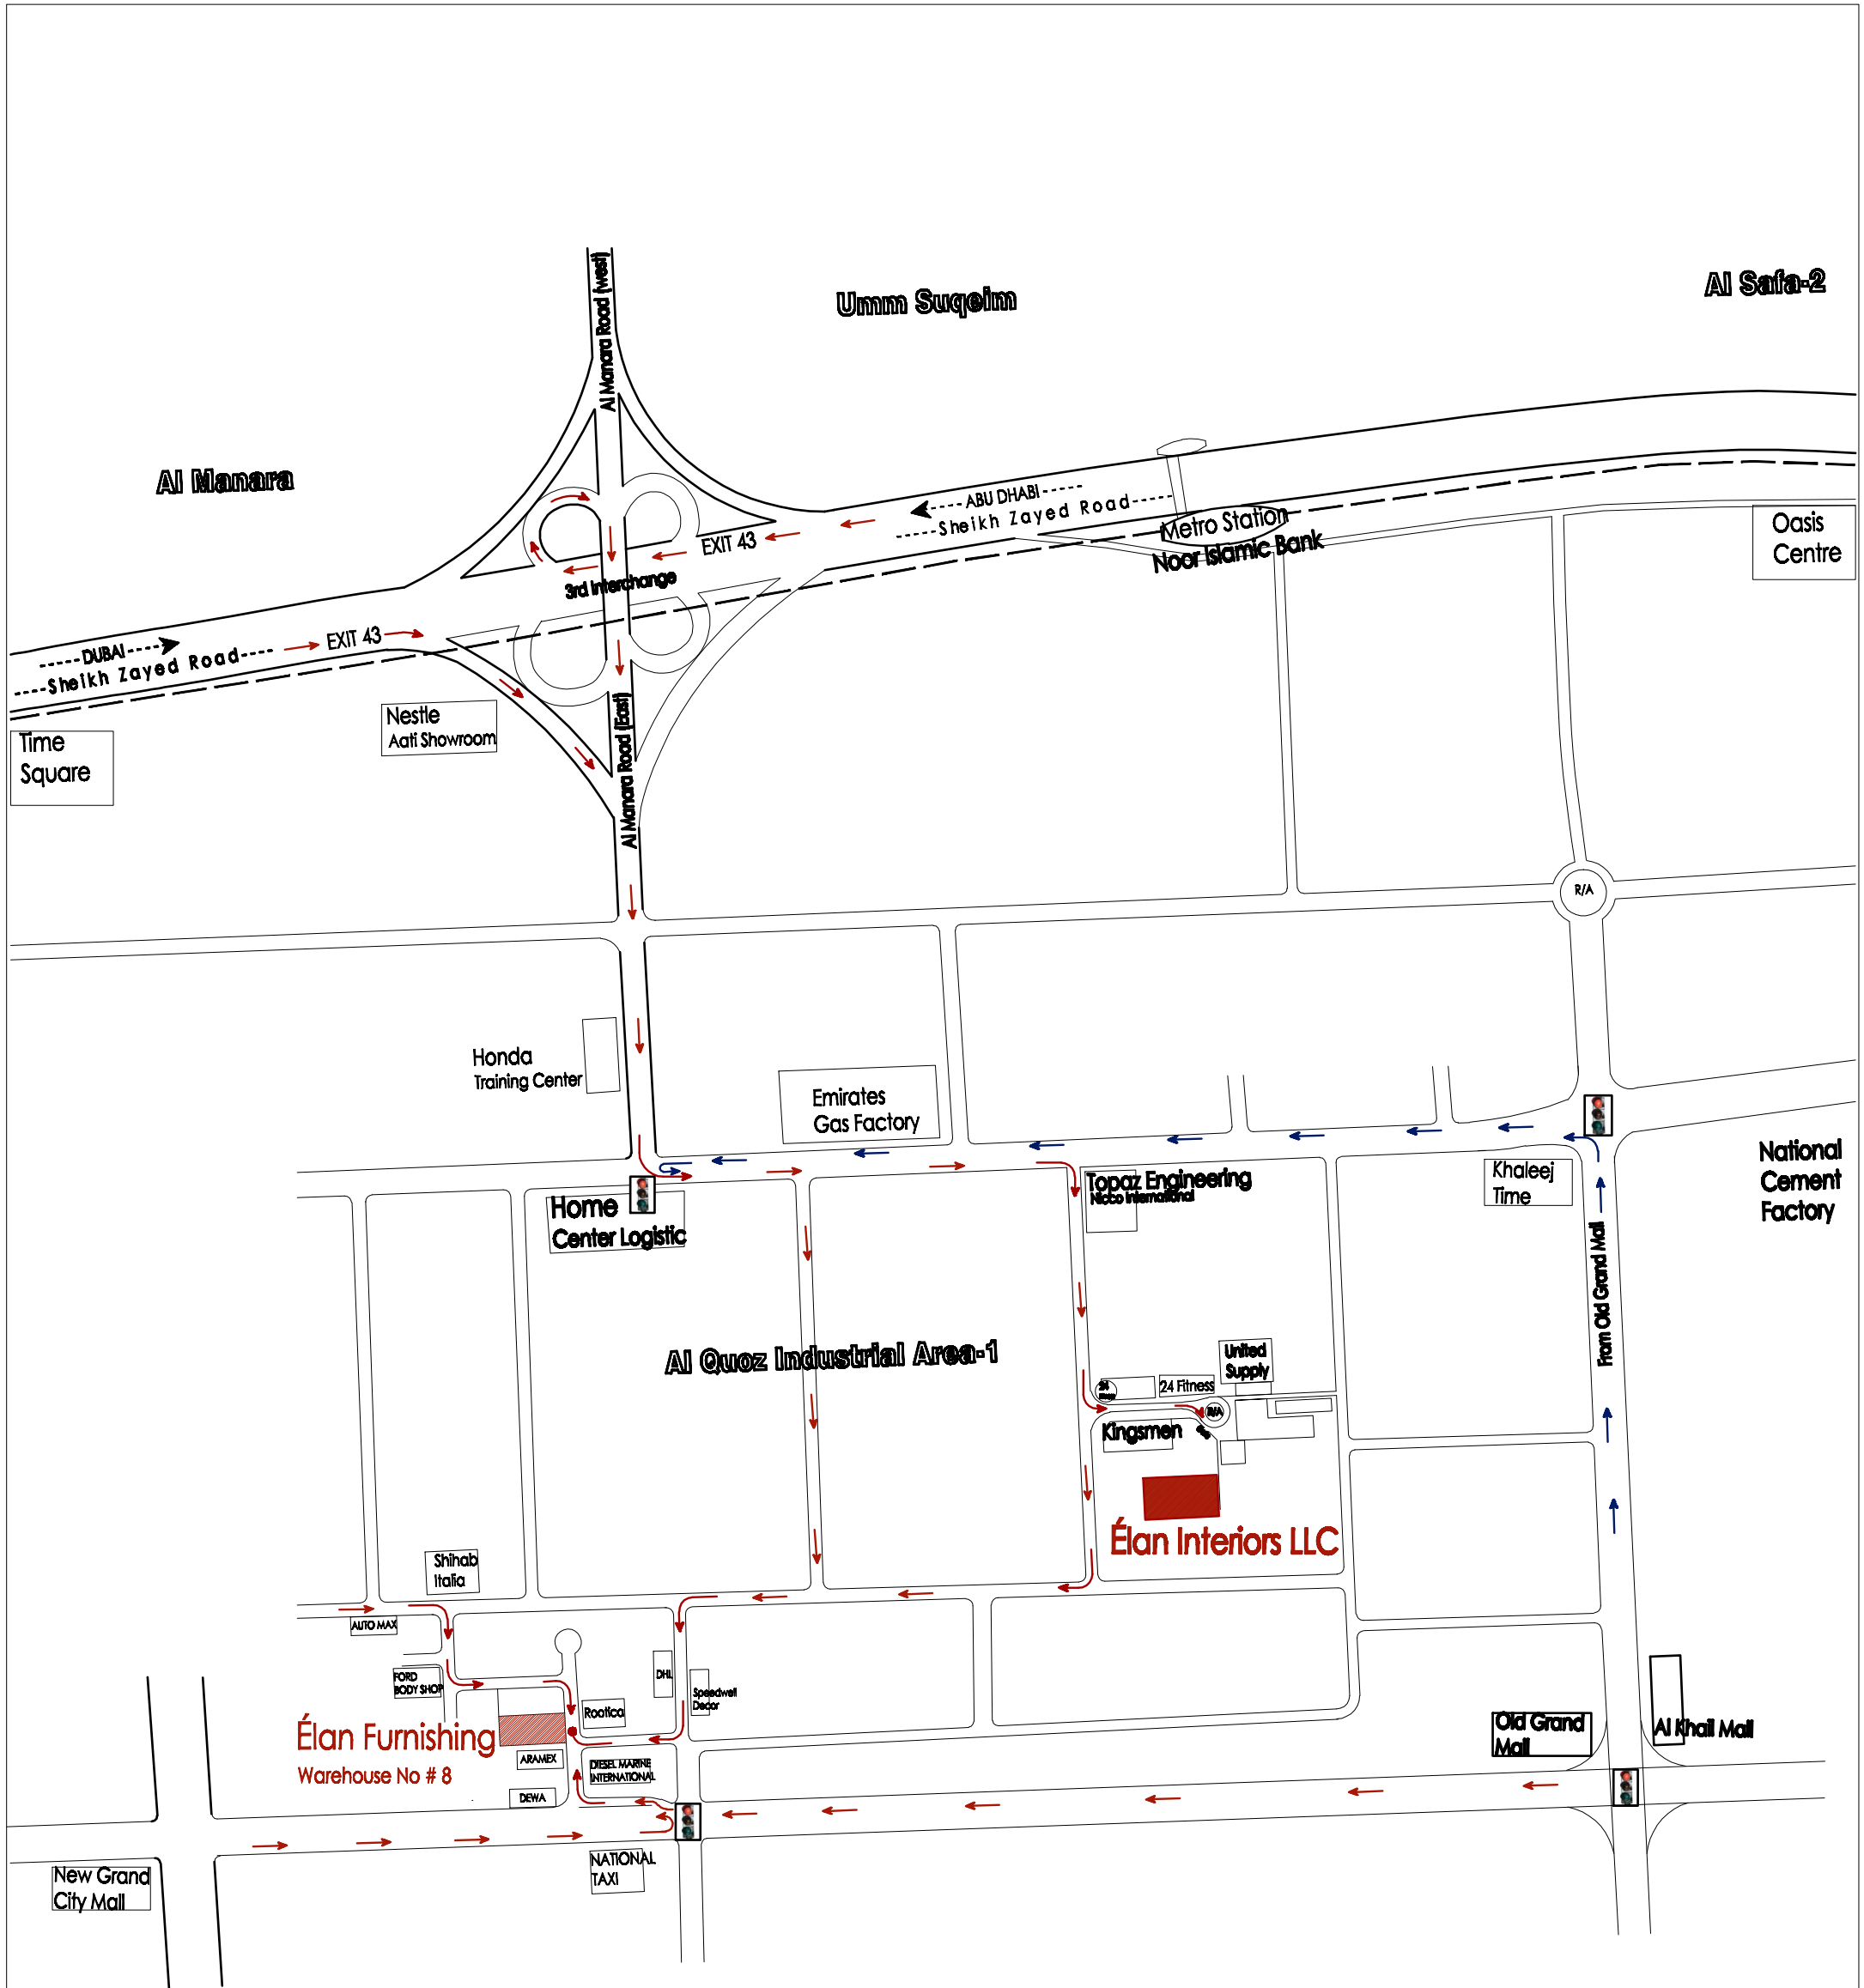 Al Manara Road (west)
Umm Suqeim
Al Safa-2
Al Manara
ABU DHABI
Sheikh Zayed Road
Metro Station
Noor Islamic Bank
Oasis
Centre
EXIT 43
3rd Interchange
EXIT 43
DUBAI
Sheikh Zayed Road
Al Manara Road (East)
Nestle
Aati Showroom
Time
Square
R/A
Honda
Training Center
Emirates
Gas Factory
National
Cement
Factory
Khaleej
Time
Topaz Engineering
Nicco International
Home
Center Logistic
From Old Grand Mall
Al Quoz Industrial Area-1
United
Supply
24
24 Fitness
R/A
Kingsmen
Élan Interiors LLC
Shihab
Italia
AUTO MAX
FORD
BODY SHOP
DHL
Speedwell
Decor
Rootica
Élan Furnishing
Warehouse No # 8
ARAMEX
DIESEL MARINE
INTERNATIONAL
DEWA
Old Grand
Mall
Al Khail Mall
NATIONAL
TAXI
New Grand
City Mall